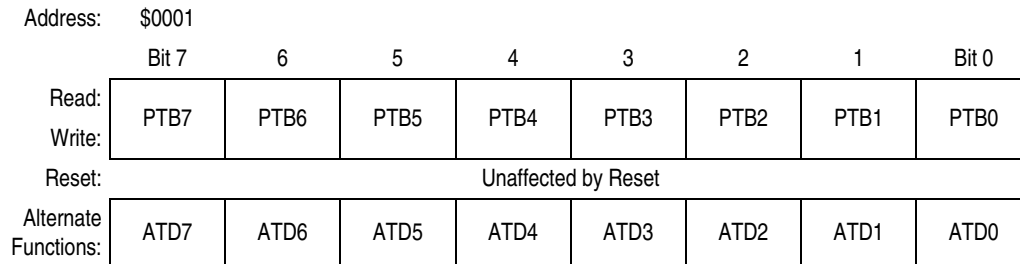 Address: $0001
Bit 7 6 5 4 3 2 1 Bit 0
Read:
Write:
PTB7 PTB6 PTB5 PTB4 PTB3 PTB2 PTB1 PTB0
Reset: Unaffected by Reset
Alternate
Functions:
ATD7 ATD6 ATD5 ATD4 ATD3 ATD2 ATD1 ATD0